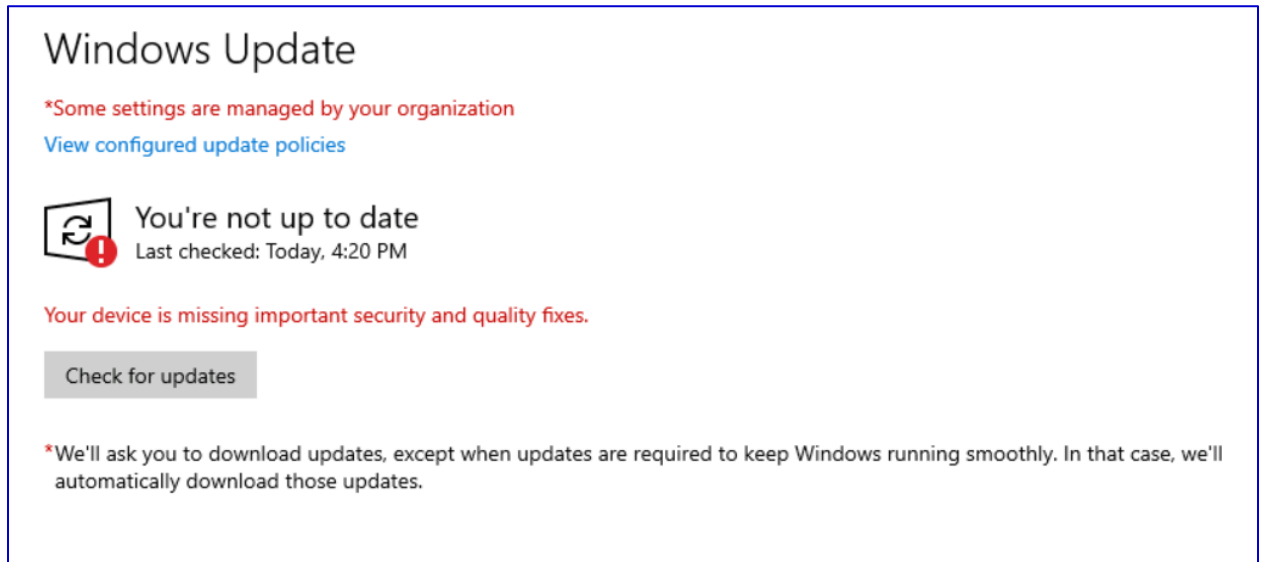 Windows Update
*Some settings are managed by your organization
View configured update policies
You're not up to date
Last checked: Today, 4:20 PM
Your device is missing important security and quality fixes.
Check for updates
*We'll ask you to download updates, except when updates are required to keep Windows running smoothly. In that case, we'll
automatically download those updates.